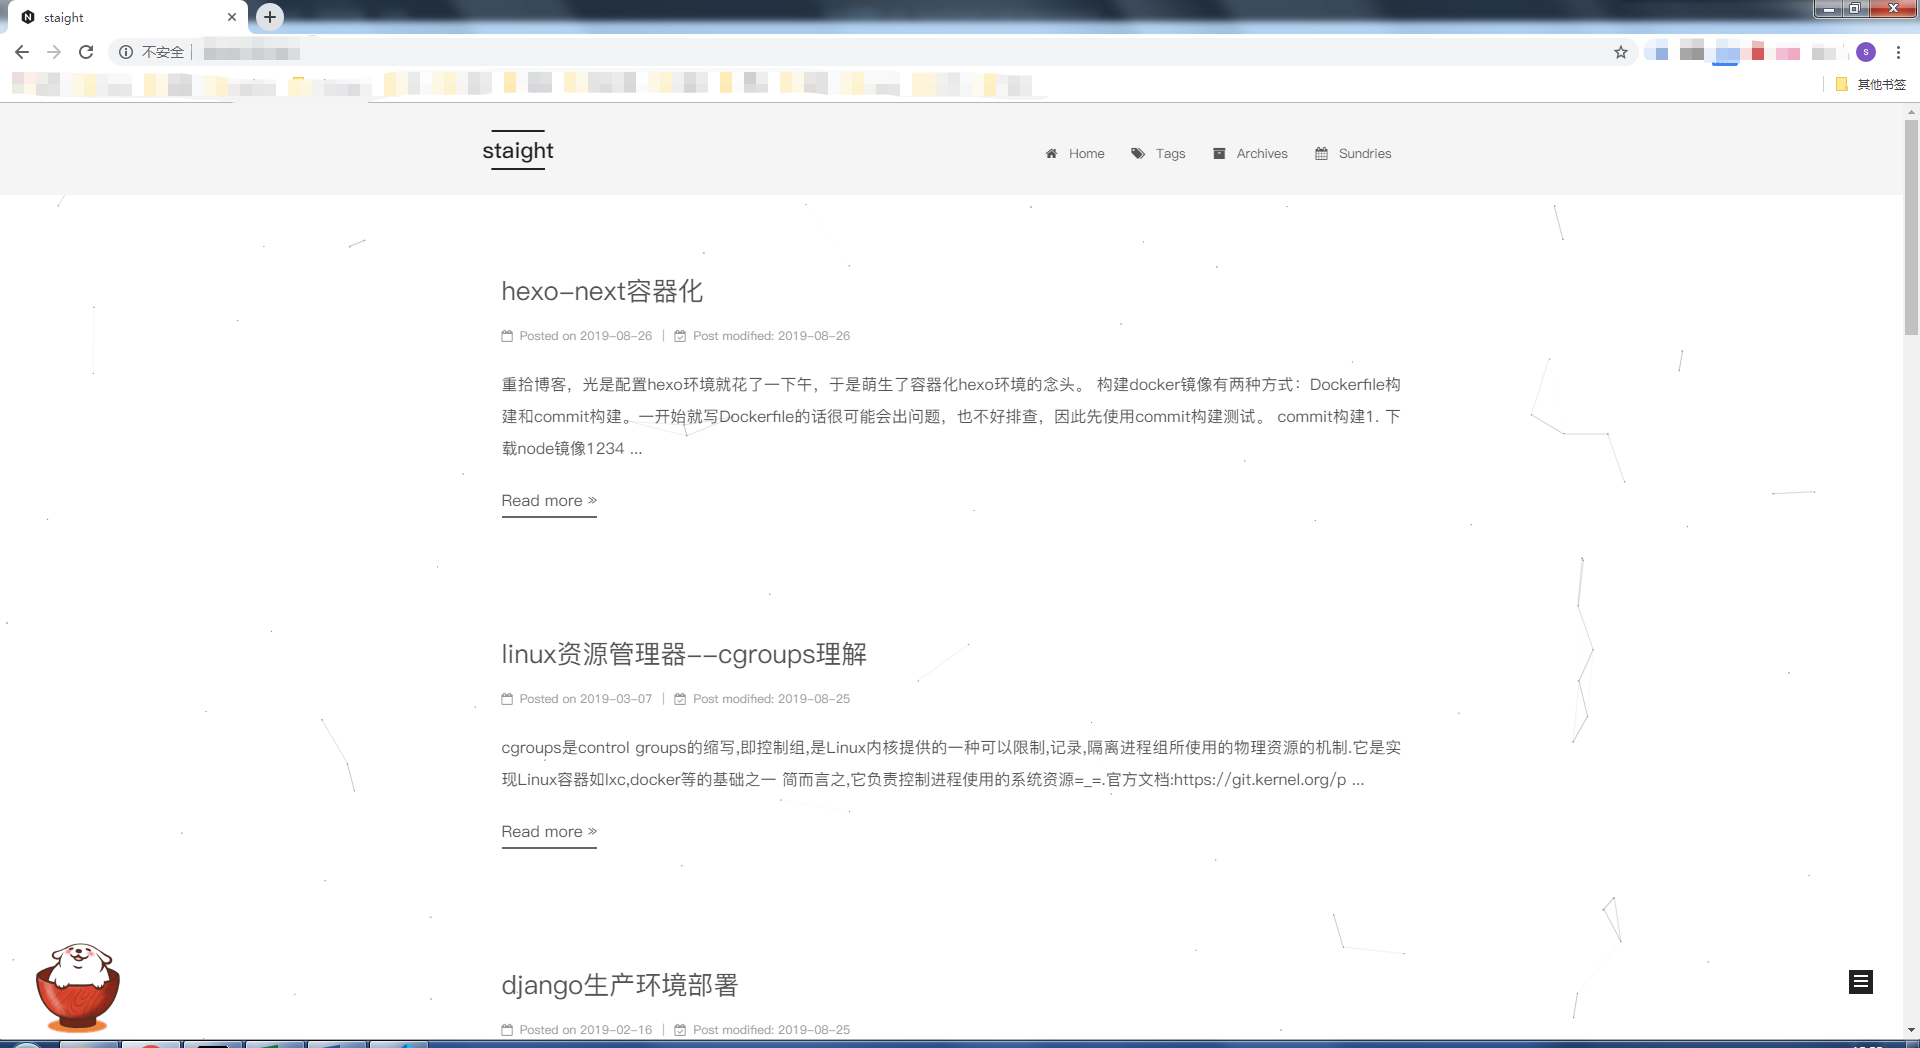 staight
不安全
S
其他书签
staight
Home Tags Archives Sundries
hexo-next容器化
Posted on 2019-08-26 | Post modified: 2019-08-26
重拾博客，光是配置hexo环境就花了一下午，于是萌生了容器化hexo环境的念头。 构建docker镜像有两种方式：Dockerfile构
建和commit构建。一开始就写Dockerfile的话很可能会出问题，也不好排查，因此先使用commit构建测试。 commit构建1. 下
载node镜像1234 ...
Read more »
linux资源管理器--cgroups理解
Posted on 2019-03-07 | Post modified: 2019-08-25
cgroups是control groups的缩写,即控制组,是Linux内核提供的一种可以限制,记录,隔离进程组所使用的物理资源的机制.它是实
现Linux容器如lxc,docker等的基础之一 简而言之,它负责控制进程使用的系统资源=_=.官方文档:https://git.kernel.org/p ...
Read more »
django生产环境部署
Posted on 2019-02-16 | Post modified: 2019-08-25